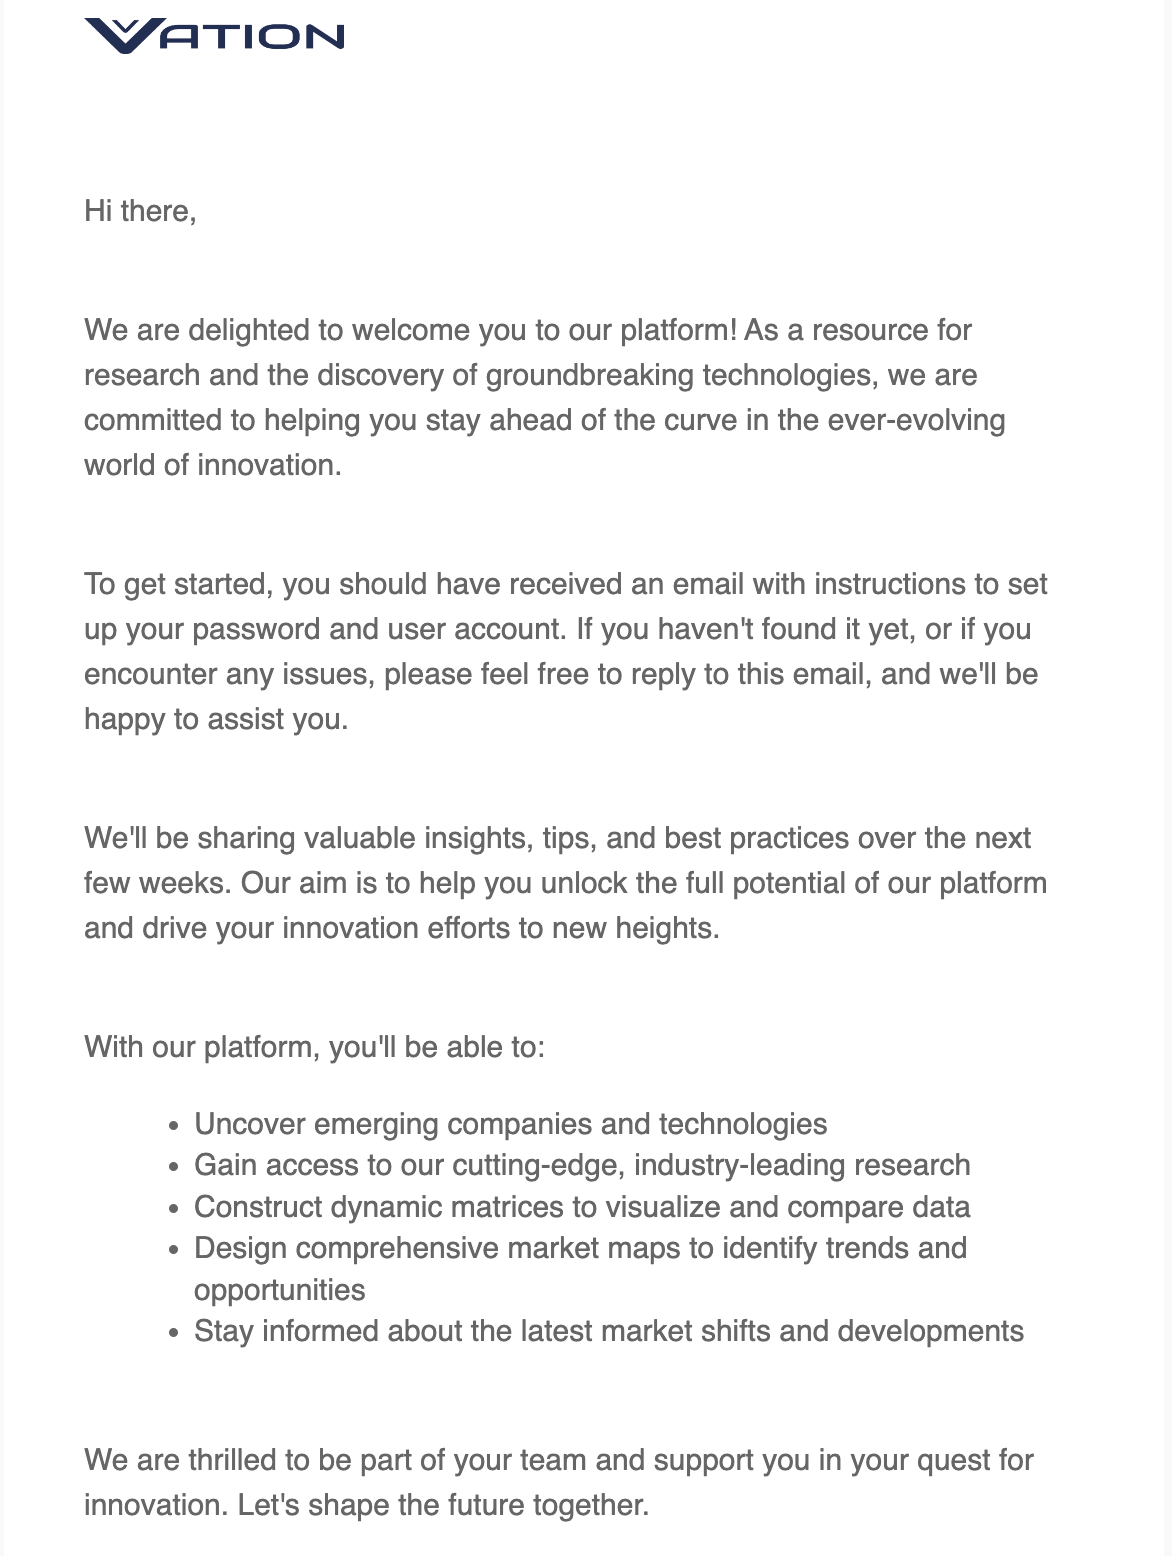 VATION
Hi there,
We are delighted to welcome you to our platform! As a resource for
research and the discovery of groundbreaking technologies, we are
committed to helping you stay ahead of the curve in the ever-evolving
world of innovation.
To get started, you should have received an email with instructions to set
up your password and user account. If you haven't found it yet, or if you
encounter any issues, please feel free to reply to this email, and we'll be
happy to assist you.
We'll be sharing valuable insights, tips, and best practices over the next
few weeks. Our aim is to help you unlock the full potential of our platform
and drive your innovation efforts to new heights.
With our platform, you'll be able to:
• Uncover emerging companies and technologies
• Gain access to our cutting-edge, industry-leading research
• Construct dynamic matrices to visualize and compare data
• Design comprehensive market maps to identify trends and
opportunities
• Stay informed about the latest market shifts and developments
We are thrilled to be part of your team and support you in your quest for
innovation. Let's shape the future together.